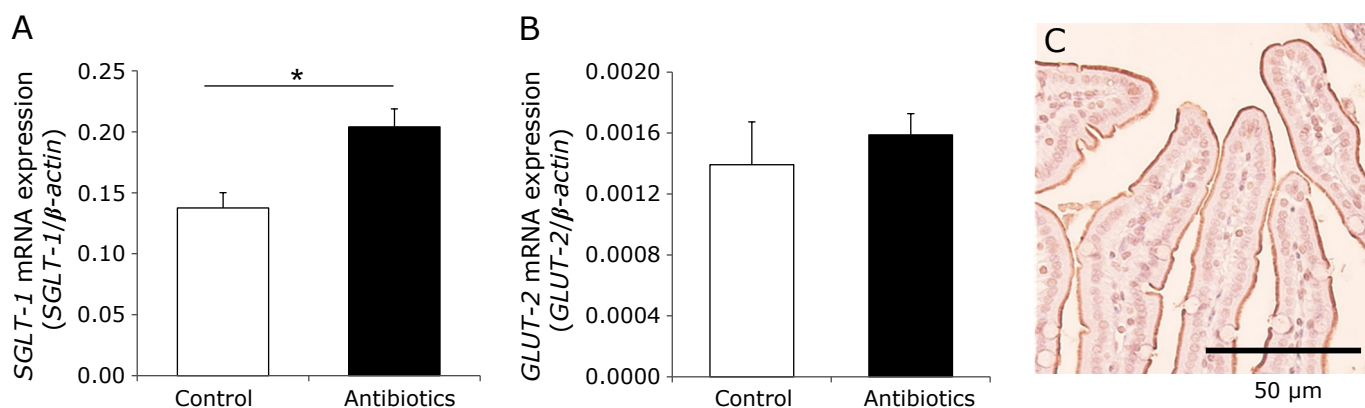 A
SGLT-1 mRNA expression
(SGLT-1/β-actin)
0.25
0.20
0.15
0.10
0.05
0.00
*
Control
Antibiotics
B
GLUT-2 mRNA expression
(GLUT-2/β-actin)
0.0020
0.0016
0.0012
0.0008
0.0004
0.0000
Control
Antibiotics
C
50 μm